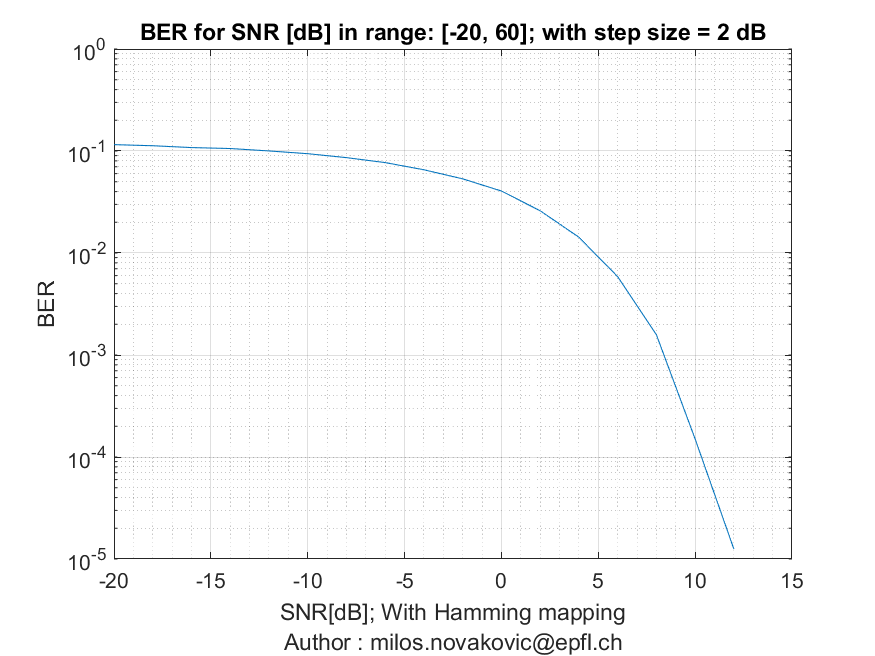 BER for SNR [dB] in range: [-20, 60]; with step size = 2 dB
10^0
10^-1
10^-2
10^-3
10^-4
10^-5
BER
-20 -15 -10 -5 0 5 10 15
SNR[dB]; With Hamming mapping
Author : milos.novakovic@epfl.ch